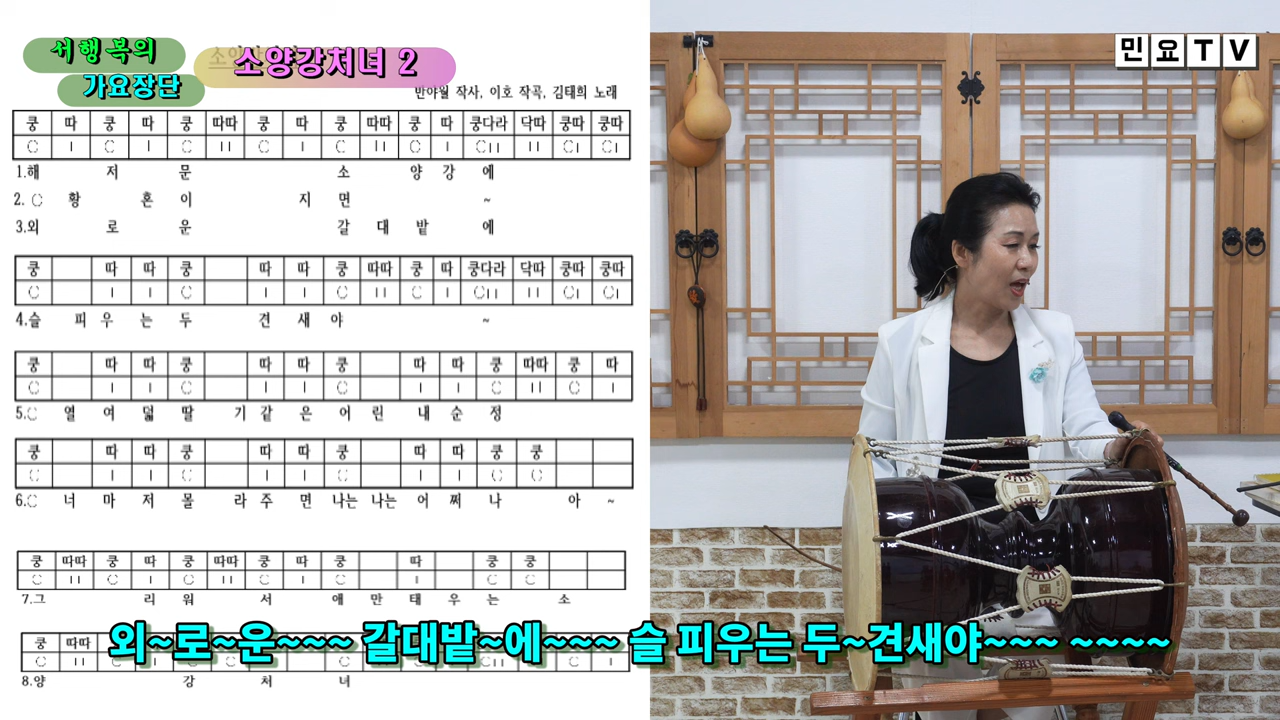 서행복의
가요장단
소양강처녀 2
민요TV
반야월 작사, 이호 작곡, 김태희 노래
쿵 따 쿵 따 쿵 따따 쿵 따 쿵 따따 쿵 따 쿵다라 닥따 쿵따 쿵따
1.해 저 문 소 양 강 에
2. 황 혼 이 지 면 ~
3.외 로 운 갈 대 밭 에
쿵 따 따 쿵 따 따 쿵 따따 쿵 따 쿵다라 닥따 쿵따 쿵따
4.슬 피 우 는 두 견 새 야 ~
쿵 따 따 쿵 따 따 쿵 따 따 쿵 따따 쿵 따
5. 열 여 덟 딸 기 같 은 어 린 내 순 정
쿵 따 따 쿵 따 따 쿵 따 따 쿵 쿵
6. 너 마 저 몰 라 주 면 나는 나는 어 쩌 나 아 ~
쿵 따따 쿵 따 쿵 따따 쿵 따 쿵 따 쿵 쿵
7.그 리 워 서 애 만 태 우 는 소
외~로~운~~~ 갈대밭~에~~~ 슬 피우는 두~견새야~~~ ~~~~
쿵 따따
8.양 강 처 녀